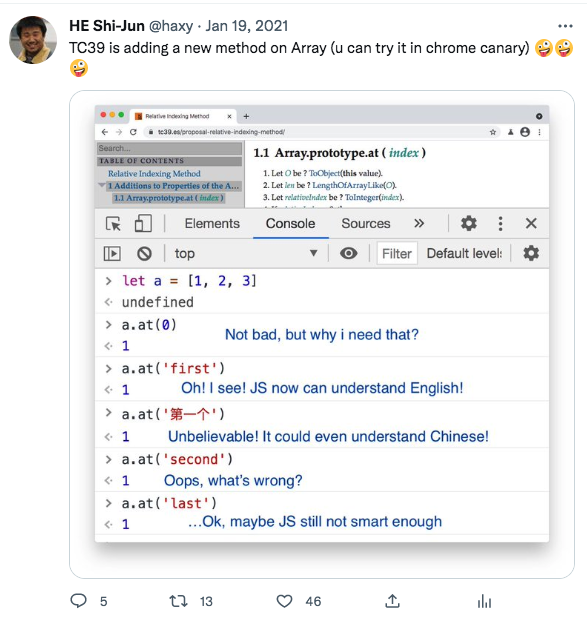 HE Shi-Jun @haxy · Jan 19, 2021
TC39 is adding a new method on Array (u can try it in chrome canary) 🤪🤪
🤪
Relative Indexing Method
tc39.es/proposal-relative-indexing-method/
Search...
TABLE OF CONTENTS
Relative Indexing Method
1 Additions to Properties of the A...
1.1 Array.prototype.at ( index )
1.1 Array.prototype.at ( index )
1. Let O be ? ToObject(this value).
2. Let len be ? LengthOfArrayLike(O).
3. Let relativeIndex be ? ToInteger(index).
Elements Console Sources »
top Filter Default levels
> let a = [1, 2, 3]
undefined
> a.at(0)
Not bad, but why i need that?
1
> a.at('first')
1 Oh! I see! JS now can understand English!
> a.at('第一个')
1 Unbelievable! It could even understand Chinese!
> a.at('second')
1 Oops, what's wrong?
> a.at('last')
1 ...Ok, maybe JS still not smart enough
5 13 46